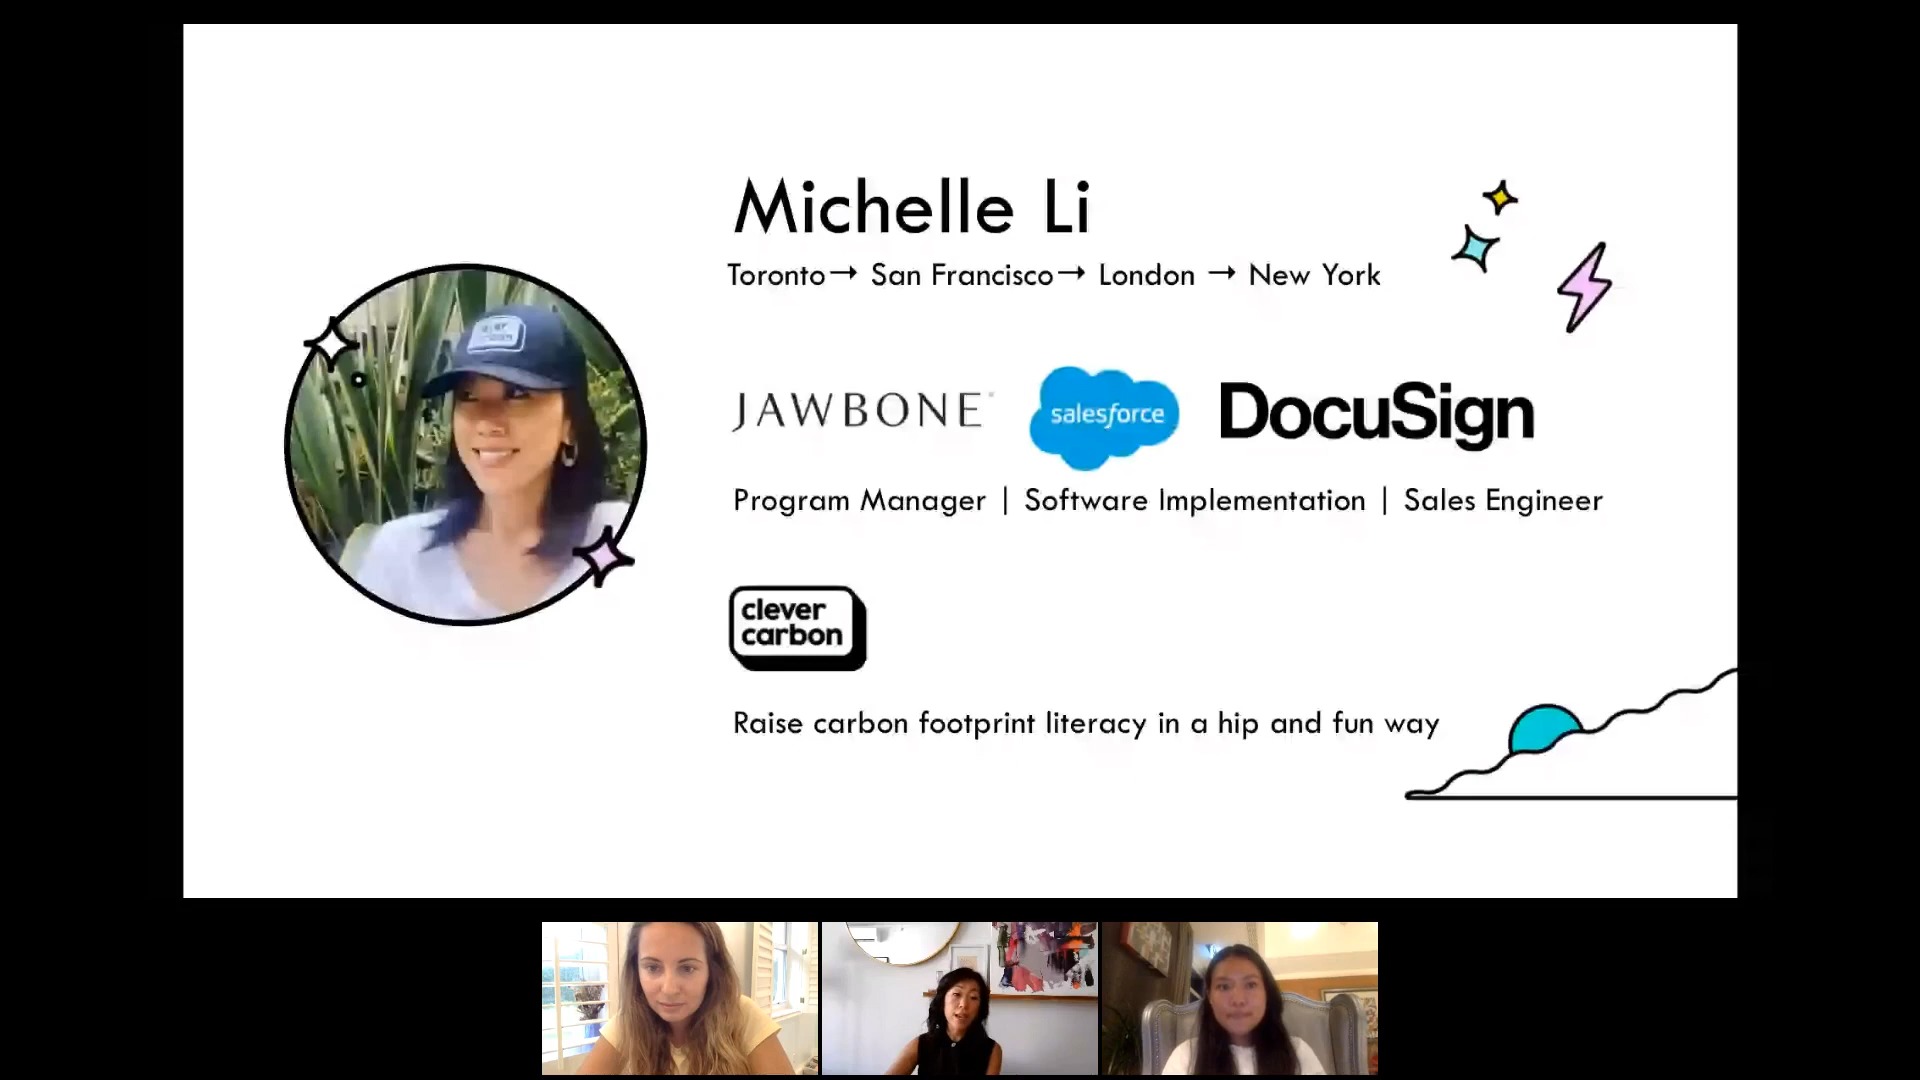 Michelle Li
Toronto → San Francisco → London → New York
JAWBONE salesforce DocuSign
Program Manager | Software Implementation | Sales Engineer
clever
carbon
Raise carbon footprint literacy in a hip and fun way